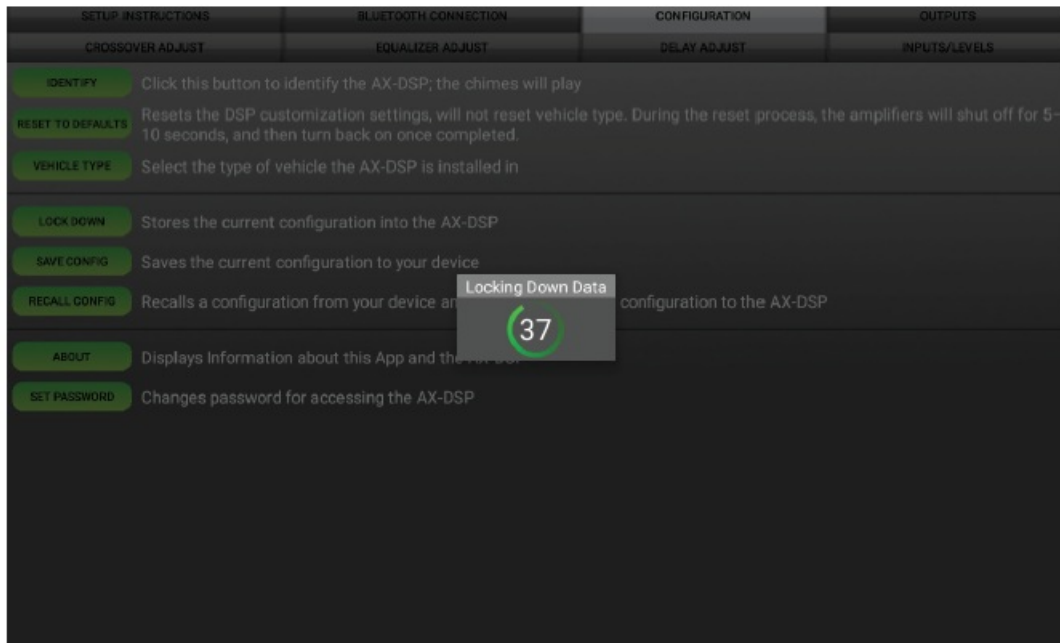 SETUP INSTRUCTIONS
BLUETOOTH CONNECTION
CONFIGURATION
OUTPUTS
CROSSOVER ADJUST
EQUALIZER ADJUST
DELAY ADJUST
INPUTS/LEVELS
IDENTIFY
Click this button to identify the AX-DSP; the chimes will play
RESET TO DEFAULTS
Resets the DSP customization settings, will not reset vehicle type. During the reset process, the amplifiers will shut off for 5-
10 seconds, and then turn back on once completed.
VEHICLE TYPE
Select the type of vehicle the AX-DSP is installed in
LOCK DOWN
Stores the current configuration into the AX-DSP
SAVE CONFIG
Saves the current configuration to your device
RECALL CONFIG
Recalls a configuration from your device an configuration to the AX-DSP
Locking Down Data
37
ABOUT
Displays Information about this App and the
SET PASSWORD
Changes password for accessing the AX-DSP